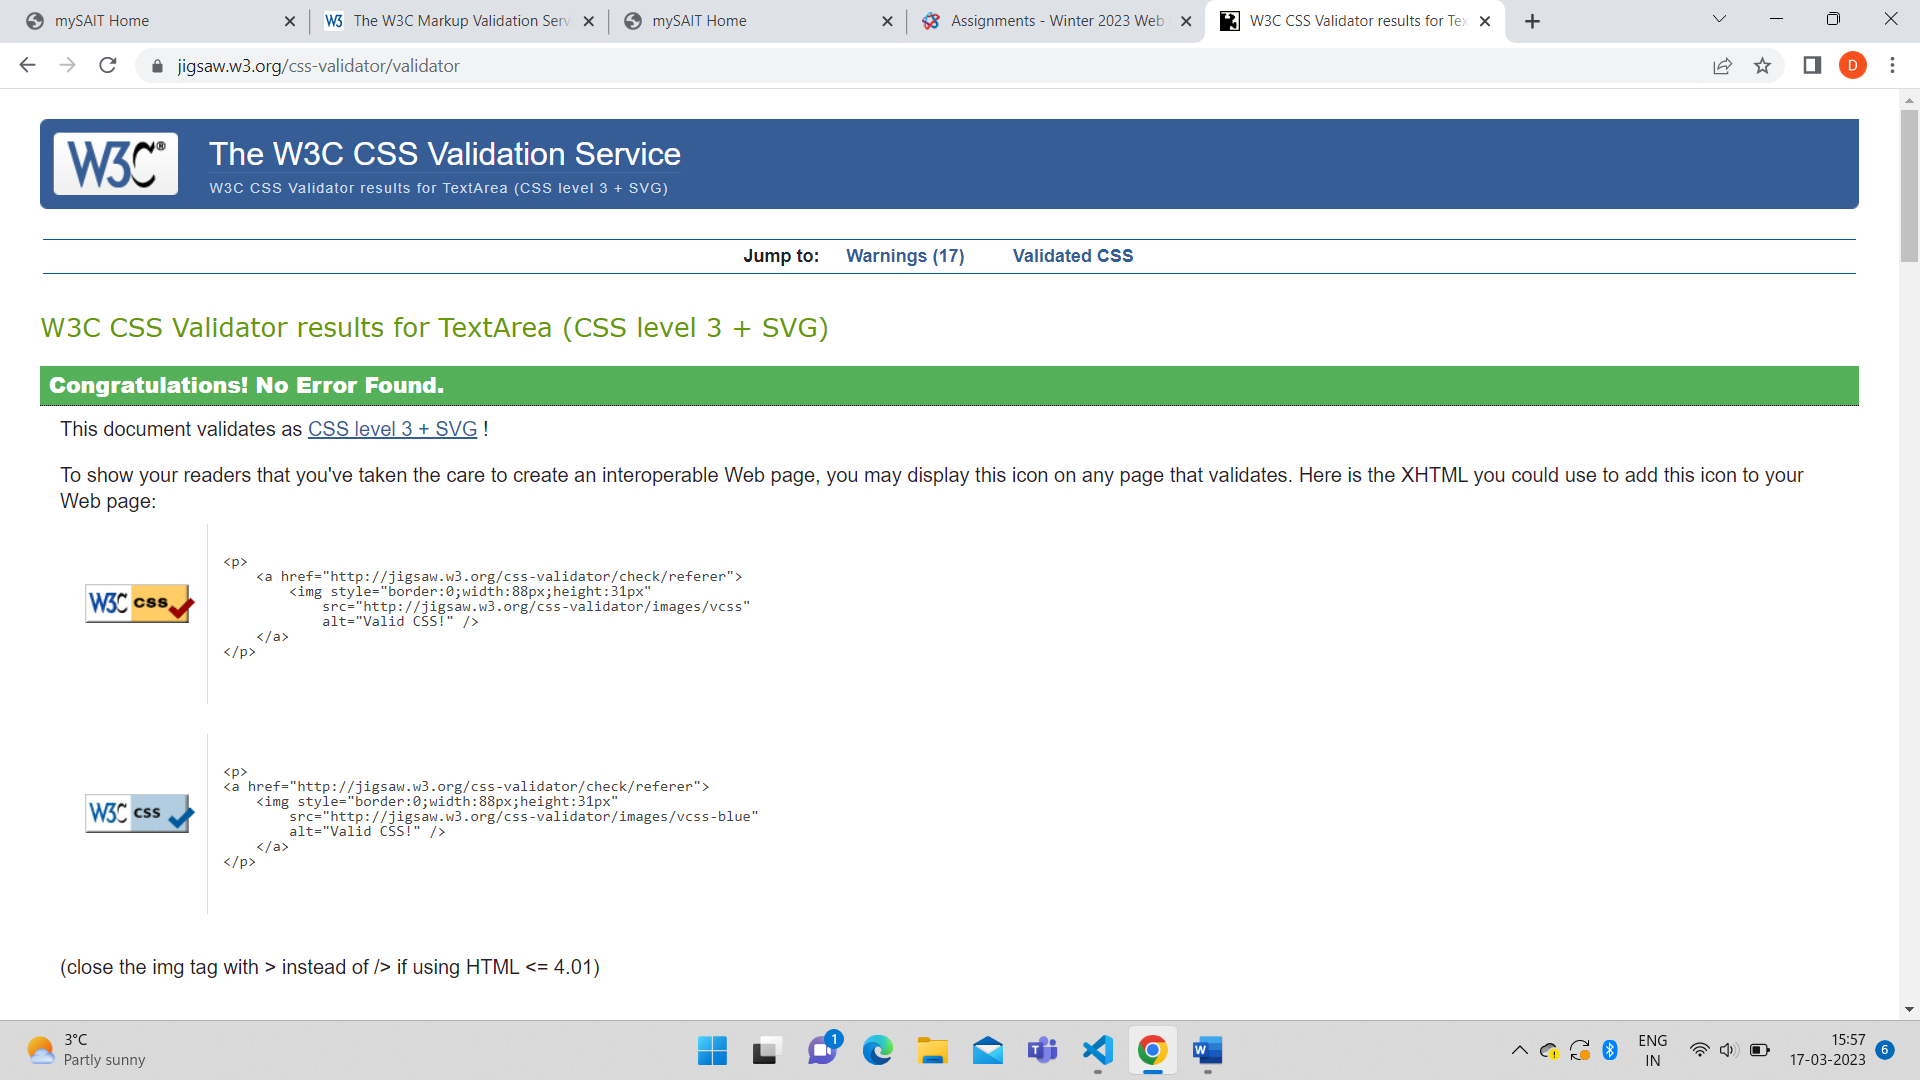 mySAIT Home
The W3C Markup Validation Serv
mySAIT Home
Assignments - Winter 2023 Web
W3C CSS Validator results for Tex
jigsaw.w3.org/css-validator/validator
D
W3C®
The W3C CSS Validation Service
W3C CSS Validator results for TextArea (CSS level 3 + SVG)
Jump to: Warnings (17) Validated CSS
W3C CSS Validator results for TextArea (CSS level 3 + SVG)
Congratulations! No Error Found.
This document validates as CSS level 3 + SVG !
To show your readers that you've taken the care to create an interoperable Web page, you may display this icon on any page that validates. Here is the XHTML you could use to add this icon to your
Web page:
W3C css
<p>
<a href="http://jigsaw.w3.org/css-validator/check/referer">
<img style="border:0;width:88px;height:31px"
src="http://jigsaw.w3.org/css-validator/images/vcss"
alt="Valid CSS!" />
</a>
</p>
W3C css
<p>
<a href="http://jigsaw.w3.org/css-validator/check/referer">
<img style="border:0;width:88px;height:31px"
src="http://jigsaw.w3.org/css-validator/images/vcss-blue"
alt="Valid CSS!" />
</a>
</p>
(close the img tag with > instead of /> if using HTML <= 4.01)
3°C
Partly sunny
1
ENG
IN
15:57
17-03-2023
6